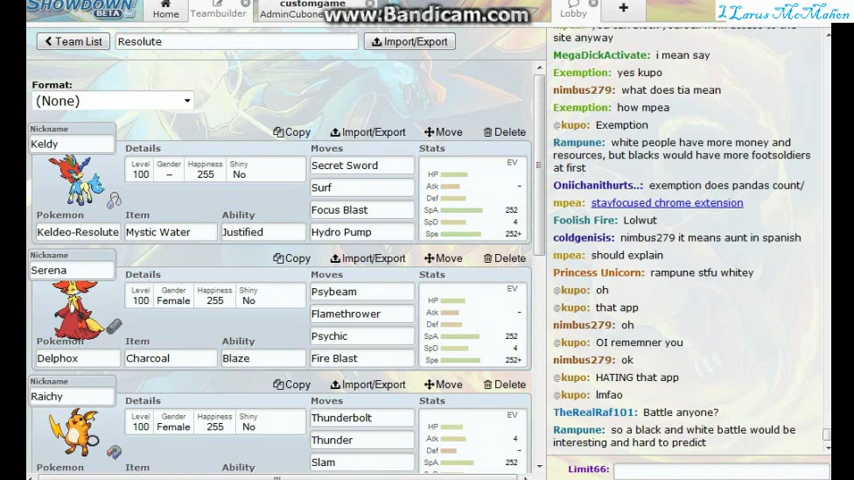 SHOWDOWN
BETA
Home
Teambuilder
customgame
AdminCubone
Lobby
www.Bandicam.com
I Larus McMahon
Team List
Resolute
Import/Export
Format:
(None)
Copy Import/Export Move Delete
Nickname
Keldy
Details
Level Gender Happiness Shiny
100 – 255 No
Pokemon Item Ability
Keldeo-Resolute Mystic Water Justified
Moves
Secret Sword
Surf
Focus Blast
Hydro Pump
Stats
EV
HP
Atk -
Def
SpA 252
SpD 4
Spe 252+
Copy Import/Export Move Delete
Nickname
Serena
Details
Level Gender Happiness Shiny
100 Female 255 No
Pokemon Item Ability
Delphox Charcoal Blaze
Moves
Psybeam
Flamethrower
Psychic
Fire Blast
Stats
EV
HP
Atk -
Def
SpA 252
SpD 4
Spe 252+
Copy Import/Export Move Delete
Nickname
Raichy
Details
Level Gender Happiness Shiny
100 Female 255 No
Pokemon Item Ability
Moves
Thunderbolt
Thunder
Slam
Stats
EV
HP
Atk 4
Def
SpA 252
site anyway
MegaDickActivate: i mean say
Exemption: yes kupo
nimbus279: what does tia mean
Exemption: how mpea
@kupo: Exemption
Rampune: white people have more money and
resources, but blacks would have more footsoldiers
at first
Oniichanithurts..: exemption does pandas count/
mpea: stayfocused chrome extension
Foolish Fire: Lolwut
coldgenisis: nimbus279 it means aunt in spanish
mpea: should explain
Princess Unicorn: rampune stfu whitey
@kupo: oh
@kupo: that app
nimbus279: oh
@kupo: OI rememner you
nimbus279: ok
@kupo: HATING that app
@kupo: lmfao
TheRealRaf101: Battle anyone?
Rampune: so a black and white battle would be
interesting and hard to predict
Limit66: